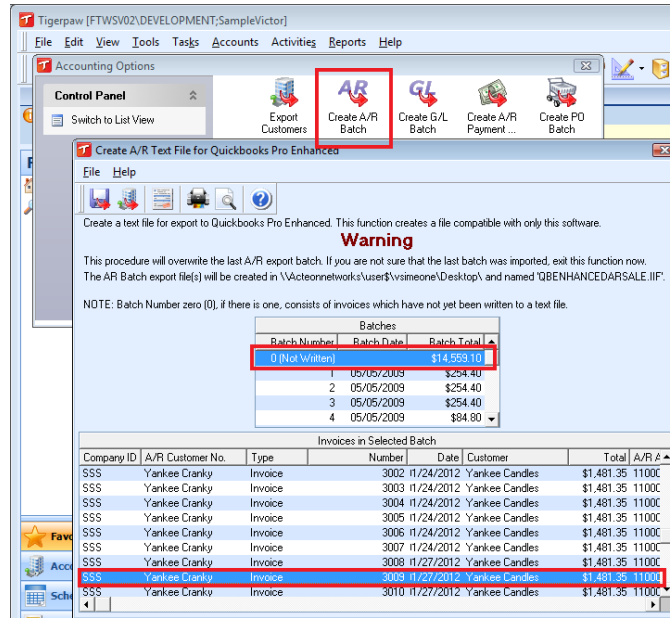 Tigerpaw [FTWSV02\DEVELOPMENT;SampleVictor]
File Edit View Tools Tasks Accounts Activities Reports Help
Accounting Options
Control Panel
Switch to List View
Export Customers
AR
Create A/R Batch
GL
Create G/L Batch
Create A/R Payment ...
Create PO Batch
Create A/R Text File for Quickbooks Pro Enhanced
File Help
Create a text file for export to Quickbooks Pro Enhanced. This function creates a file compatible with only this software.
Warning
This procedure will overwrite the last A/R export batch. If you are not sure that the last batch was imported, exit this function now.
The AR Batch export file(s) will be created in \\Acteonnetworks\user$\vsimeone\Desktop\ and named 'QBENHANCEDARSALE.IIF'.
NOTE: Batch Number zero (0), if there is one, consists of invoices which have not yet been written to a text file.
Batches
Batch Number Batch Date Batch Total
0 (Not Written) $14,559.10
1 05/05/2009 $254.40
2 05/05/2009 $254.40
3 05/05/2009 $254.40
4 05/05/2009 $84.80
Invoices in Selected Batch
Company ID A/R Customer No. Type Number Date Customer Total A/R
SSS Yankee Cranky Invoice 3002 1/24/2012 Yankee Candles $1,481.35 1100
SSS Yankee Cranky Invoice 3003 1/24/2012 Yankee Candles $1,481.35 1100
SSS Yankee Cranky Invoice 3004 1/24/2012 Yankee Candles $1,481.35 1100
SSS Yankee Cranky Invoice 3005 1/24/2012 Yankee Candles $1,481.35 1100
SSS Yankee Cranky Invoice 3006 1/24/2012 Yankee Candles $1,481.35 1100
SSS Yankee Cranky Invoice 3007 1/24/2012 Yankee Candles $1,481.35 1100
SSS Yankee Cranky Invoice 3008 1/27/2012 Yankee Candles $1,481.35 1100
SSS Yankee Cranky Invoice 3009 1/27/2012 Yankee Candles $1,481.35 1100
SSS Yankee Cranky Invoice 3010 1/27/2012 Yankee Candles $1,481.35 1100
Favo
Acco
Sche